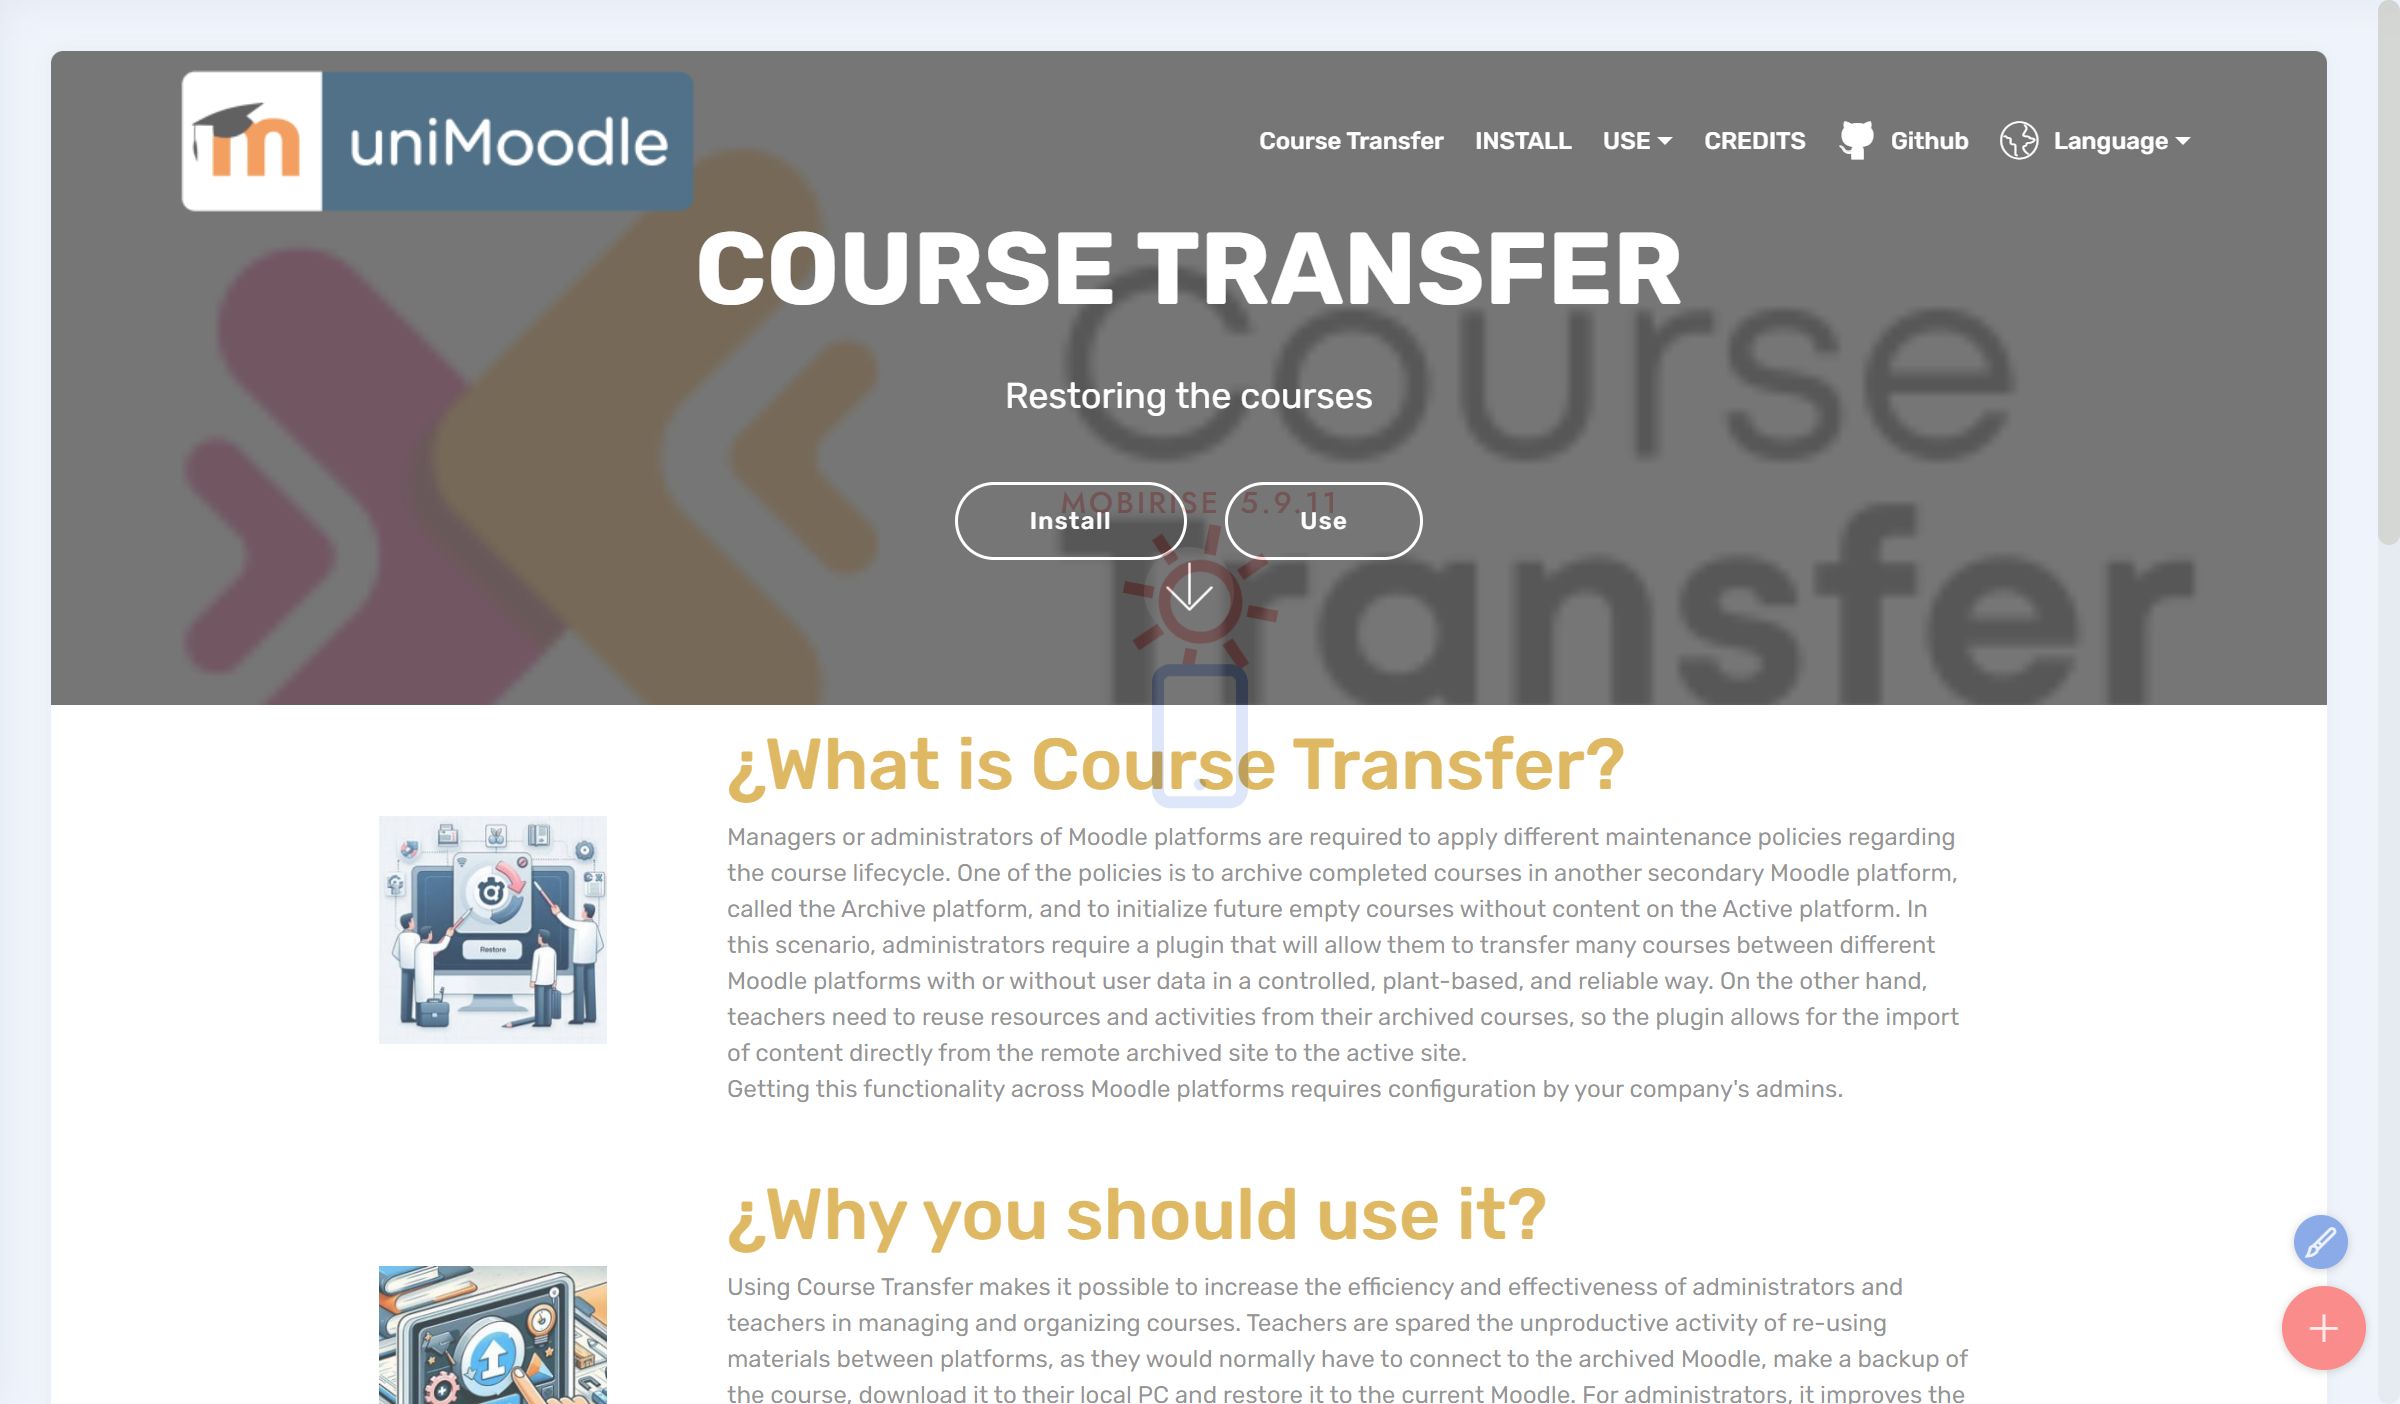 uniMoodle
Course Transfer INSTALL USE CREDITS Github Language
COURSE TRANSFER
Course
Transfer
Restoring the courses
MOBIRISE 5.9.11
Install Use
¿What is Course Transfer?
Managers or administrators of Moodle platforms are required to apply different maintenance policies regarding
the course lifecycle. One of the policies is to archive completed courses in another secondary Moodle platform,
called the Archive platform, and to initialize future empty courses without content on the Active platform. In
this scenario, administrators require a plugin that will allow them to transfer many courses between different
Moodle platforms with or without user data in a controlled, plant-based, and reliable way. On the other hand,
teachers need to reuse resources and activities from their archived courses, so the plugin allows for the import
of content directly from the remote archived site to the active site.
Getting this functionality across Moodle platforms requires configuration by your company's admins.
Restore
¿Why you should use it?
Using Course Transfer makes it possible to increase the efficiency and effectiveness of administrators and
teachers in managing and organizing courses. Teachers are spared the unproductive activity of re-using
materials between platforms, as they would normally have to connect to the archived Moodle, make a backup of
the course, download it to their local PC and restore it to the current Moodle. For administrators, it improves the